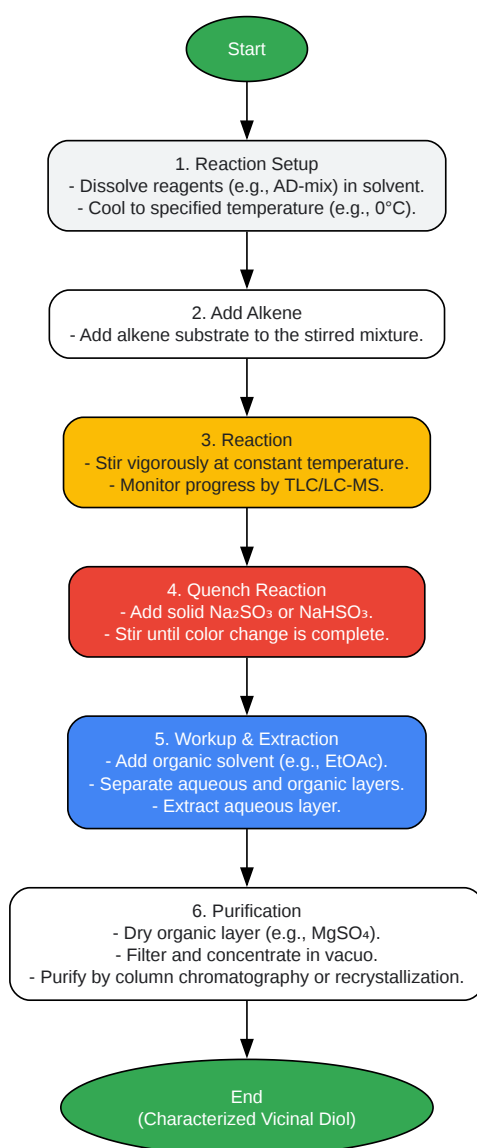 Start
1. Reaction Setup
- Dissolve reagents (e.g., AD-mix) in solvent.
- Cool to specified temperature (e.g., 0°C).
2. Add Alkene
- Add alkene substrate to the stirred mixture.
3. Reaction
- Stir vigorously at constant temperature.
- Monitor progress by TLC/LC-MS.
4. Quench Reaction
- Add solid Na₂SO₃ or NaHSO₃.
- Stir until color change is complete.
5. Workup & Extraction
- Add organic solvent (e.g., EtOAc).
- Separate aqueous and organic layers.
- Extract aqueous layer.
6. Purification
- Dry organic layer (e.g., MgSO₄).
- Filter and concentrate in vacuo.
- Purify by column chromatography or recrystallization.
End
(Characterized Vicinal Diol)